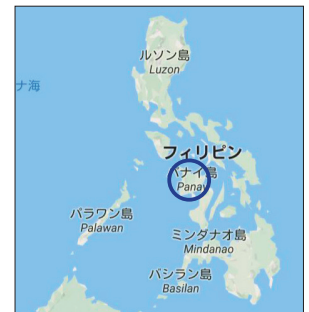 ルソン島
Luzon
ナ海
フィリピン
パナイ島
Panay
パラワン島
Palawan
ミンダナオ島
Mindanao
バシラン島
Basilan